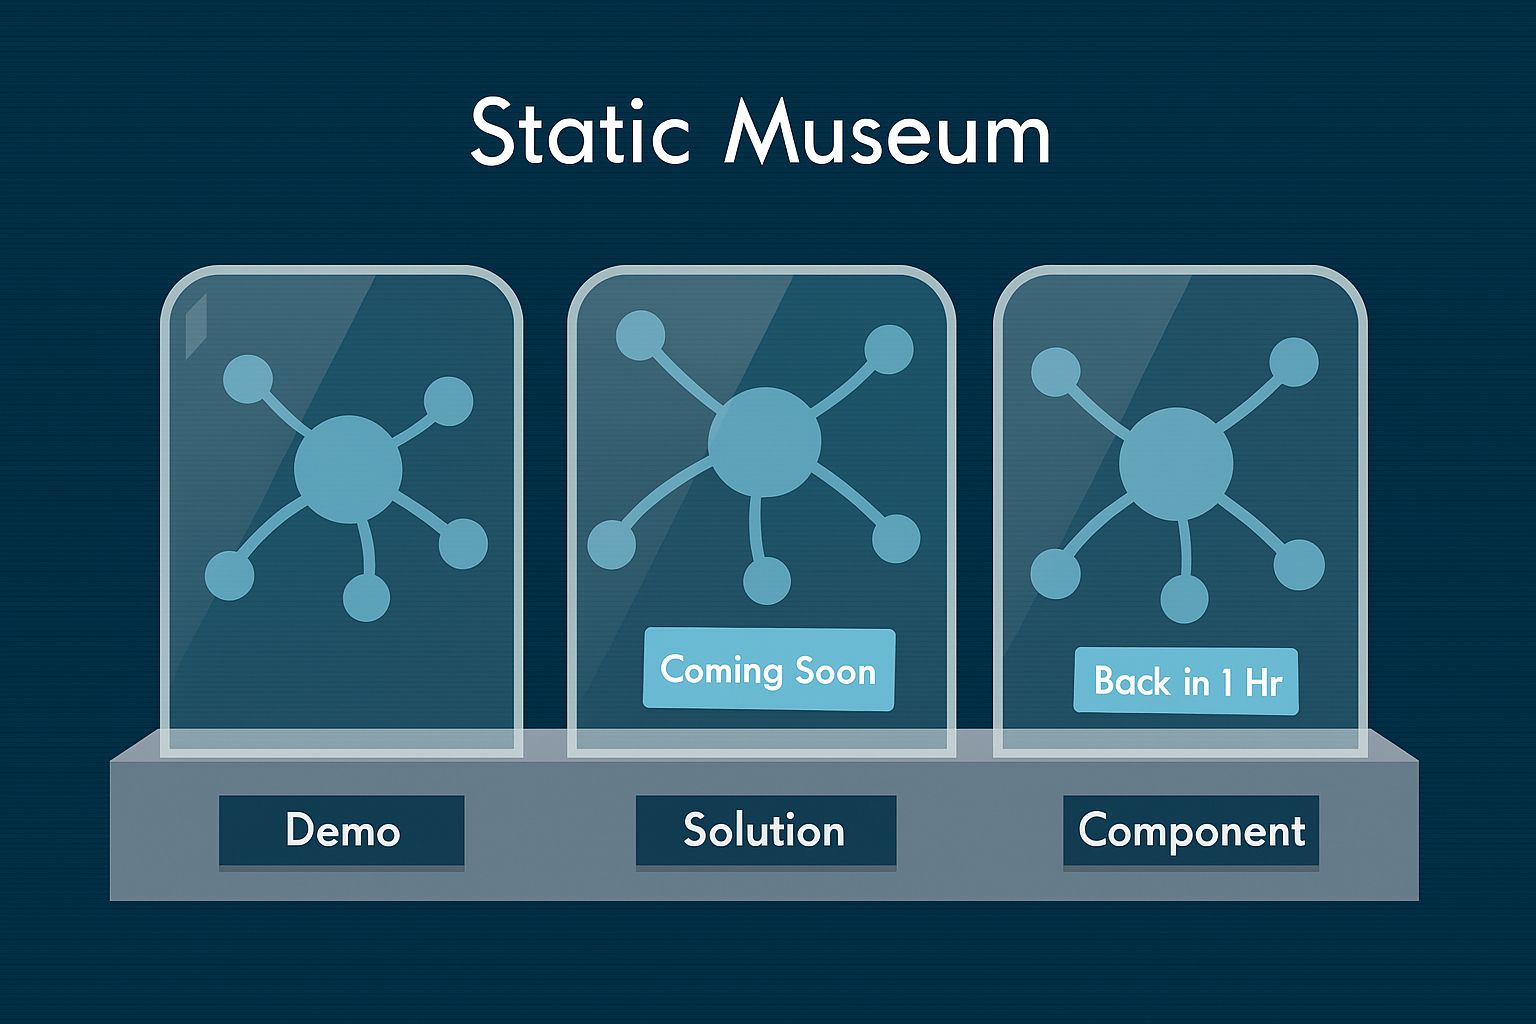 Static Museum
Coming Soon
Back in 1 Hr
Demo
Solution
Component